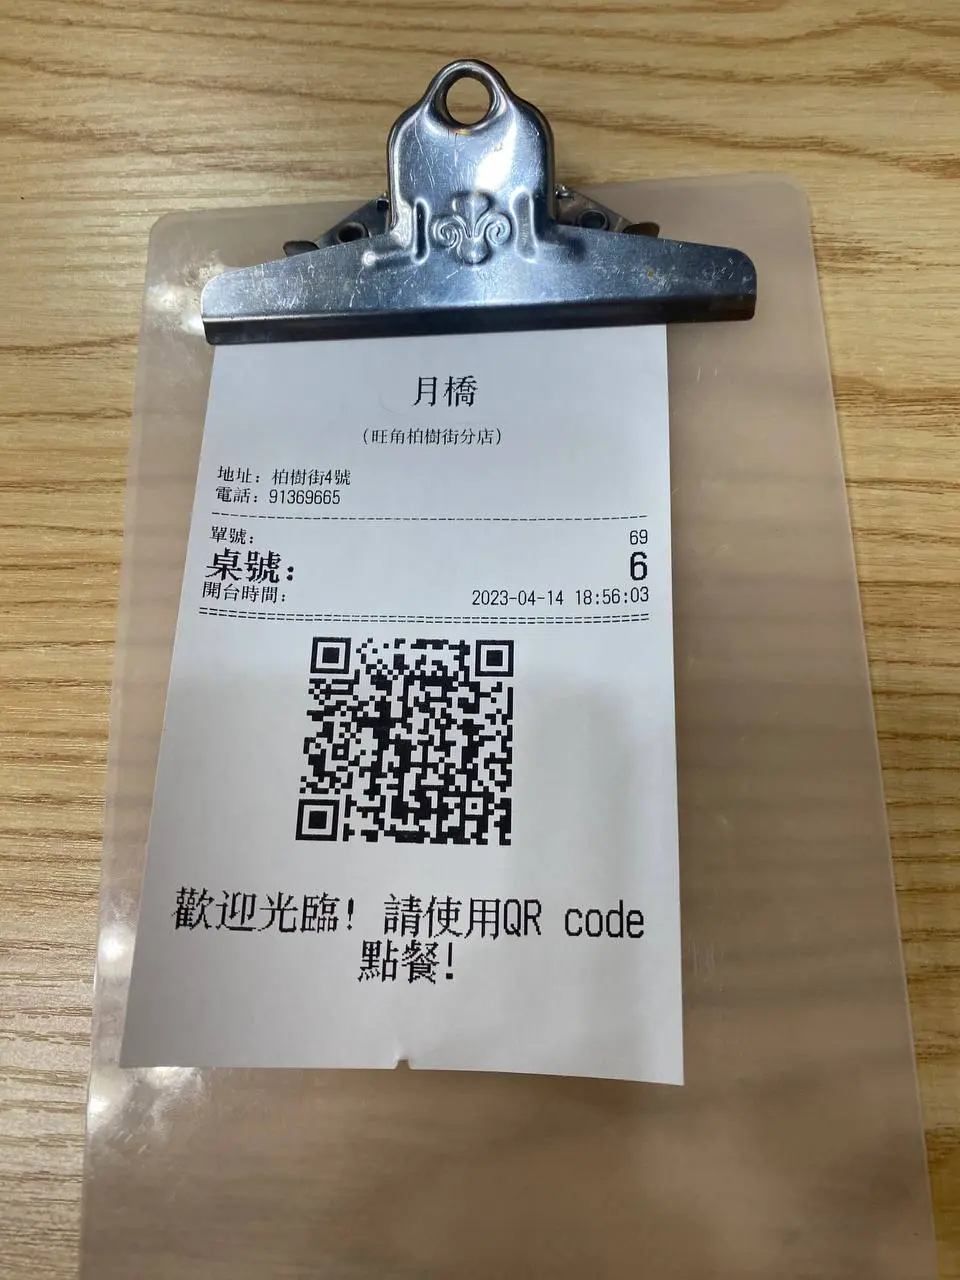 月橋
(旺角柏樹街分店)
地址: 柏樹街4號
電話: 91369665
單號: 69
桌號: 6
開台時間: 2023-04-14 18:56:03
歡迎光臨! 請使用QR code
點餐!